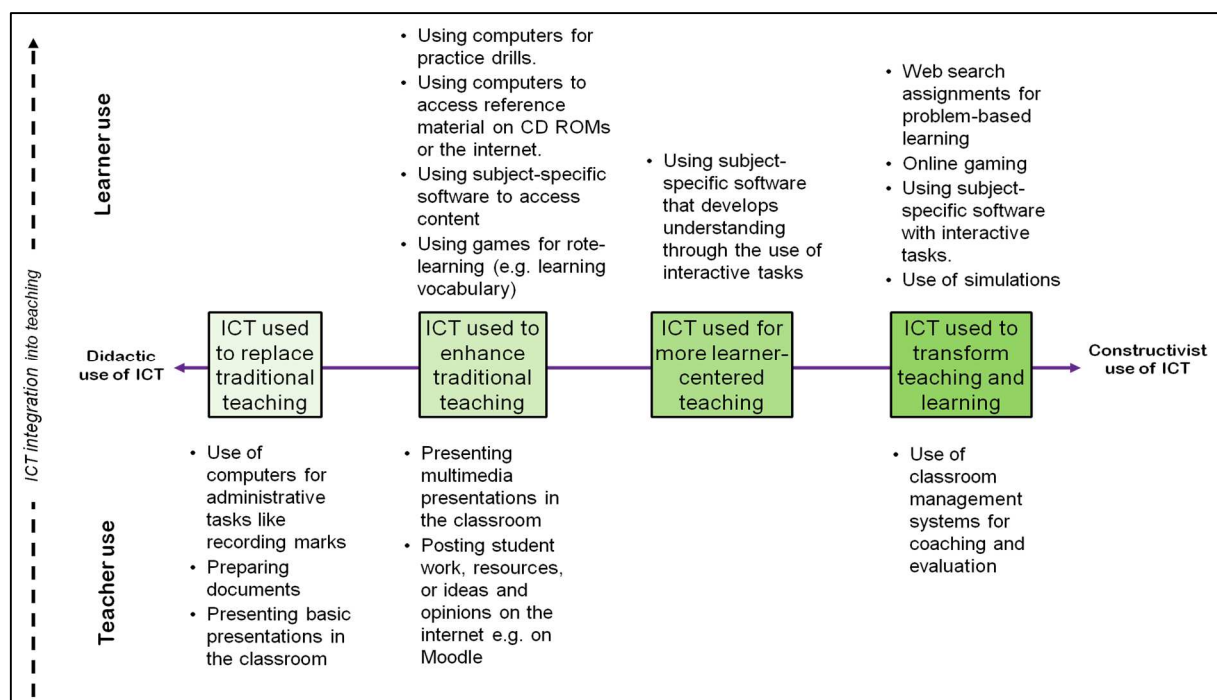 Learner use
ICT integration into teaching
Teacher use
• Using computers for
practice drills.
• Using computers to
access reference
material on CD ROMs
or the internet.
• Using subject-specific
software to access
content
• Using games for rote-
learning (e.g. learning
vocabulary)
• Using subject-
specific software
that develops
understanding
through the use of
interactive tasks
• Web search
assignments for
problem-based
learning
• Online gaming
• Using subject-
specific software
with interactive
tasks.
• Use of simulations
Didactic
use of ICT
ICT used
to replace
traditional
teaching
ICT used to
enhance
traditional
teaching
ICT used for
more learner-
centered
teaching
ICT used to
transform
teaching and
learning
Constructivist
use of ICT
• Use of
computers for
administrative
tasks like
recording marks
• Preparing
documents
• Presenting basic
presentations in
the classroom
• Presenting
multimedia
presentations in
the classroom
• Posting student
work, resources,
or ideas and
opinions on the
internet e.g. on
Moodle
• Use of
classroom
management
systems for
coaching and
evaluation